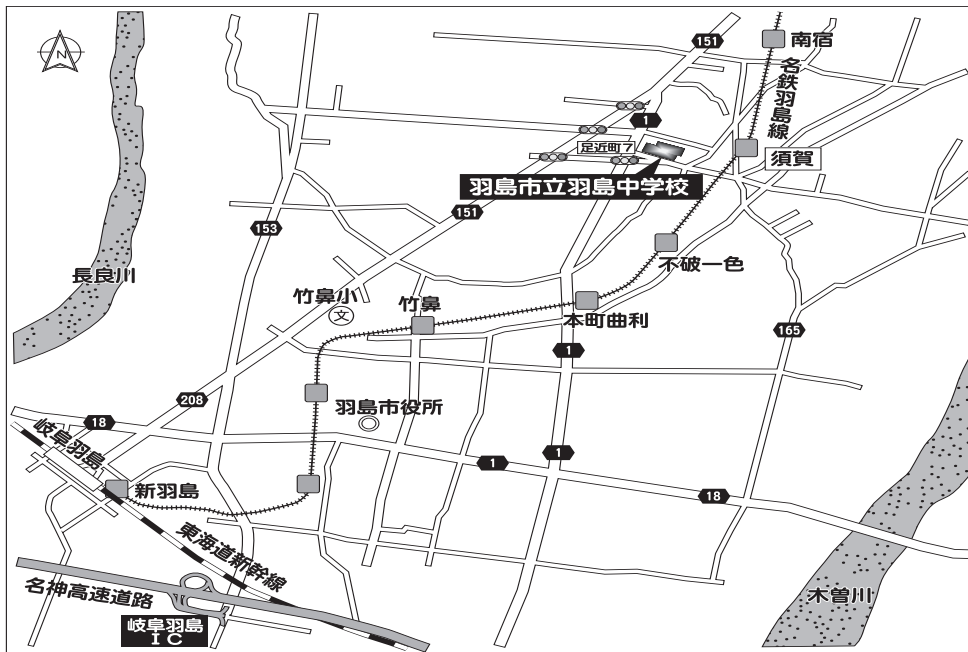 N
151
南宿
名鉄羽島線
1
足近町7
須賀
羽島市立羽島中学校
151
153
長良川
不破一色
竹鼻小
文
竹鼻
本町曲利
165
1
208
羽島市役所
18
岐阜羽島
1
1
新羽島
18
東海道新幹線
名神高速道路
木曽川
岐阜羽島
IC